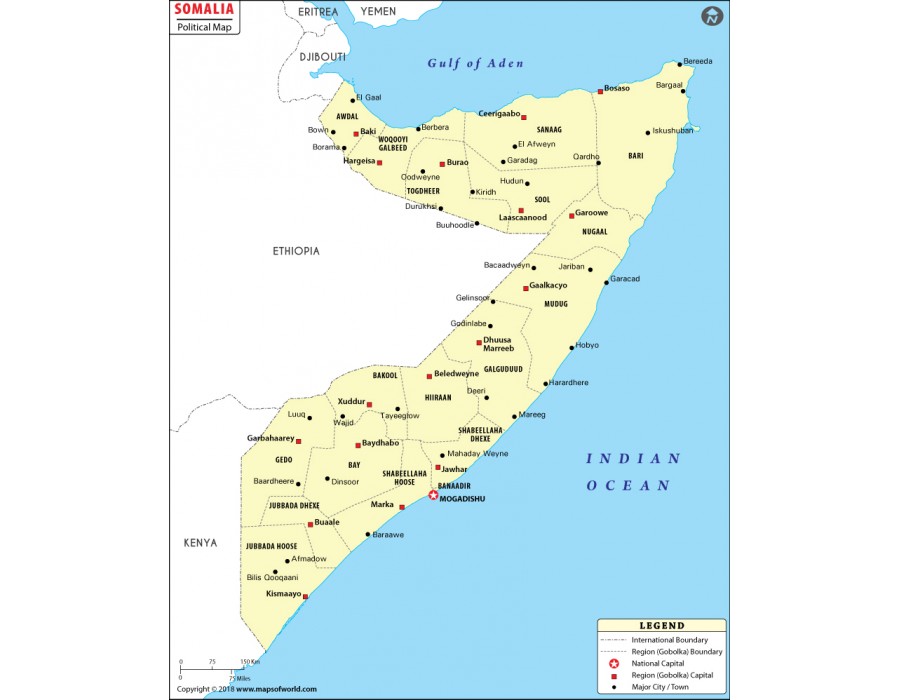 SOMALIA
Political Map
ERITREA
YEMEN
DJIBOUTI
Gulf of Aden
N
Bereeda
Bargaal
Bosaso
El Gaal
AWDAL
Ceerigaabo
Bown
Baki
Berbera
SANAAG
Iskushuban
WOQOOYI
GALBEED
Borama
El Afweyn
Hargeisa
Burao
Garadag
Qardho
BARI
Oodweyne
Hudun
TOGDHEER
Kiridh
SOOL
Durukhsi
Laascaanood
Garoowe
Buuhoodle
NUGAAL
ETHIOPIA
Bacaadweyn
Jariban
Garacad
Gaalkacyo
Gelinsoor
MUDUG
Godinlabe
Dhuusa
Marreeb
Hobyo
GALGUDUUD
BAKOOL
Beledweyne
Harardhere
Deeri
HIIRAAN
Xuddur
Luuq
Wajid
Tayeeglow
Mareeg
SHABEELLAHA
DHEXE
Garbahaarey
Baydhabo
Mahaday Weyne
GEDO
BAY
Jawhar
INDIAN
OCEAN
SHABEELLAHA
HOOSE
Baardheere
Dinsoor
BANAADIR
MOGADISHU
JUBBADA DHEXE
Marka
Buaale
Baraawe
KENYA
JUBBADA HOOSE
Afmadow
Bilis Qooqaani
Kismaayo
LEGEND
International Boundary
Region (Gobolka) Boundary
National Capital
Region (Gobolka) Capital
Major City / Town
0 75 150 Km
0 75 Miles
Copyright © 2018 www.mapsofworld.com